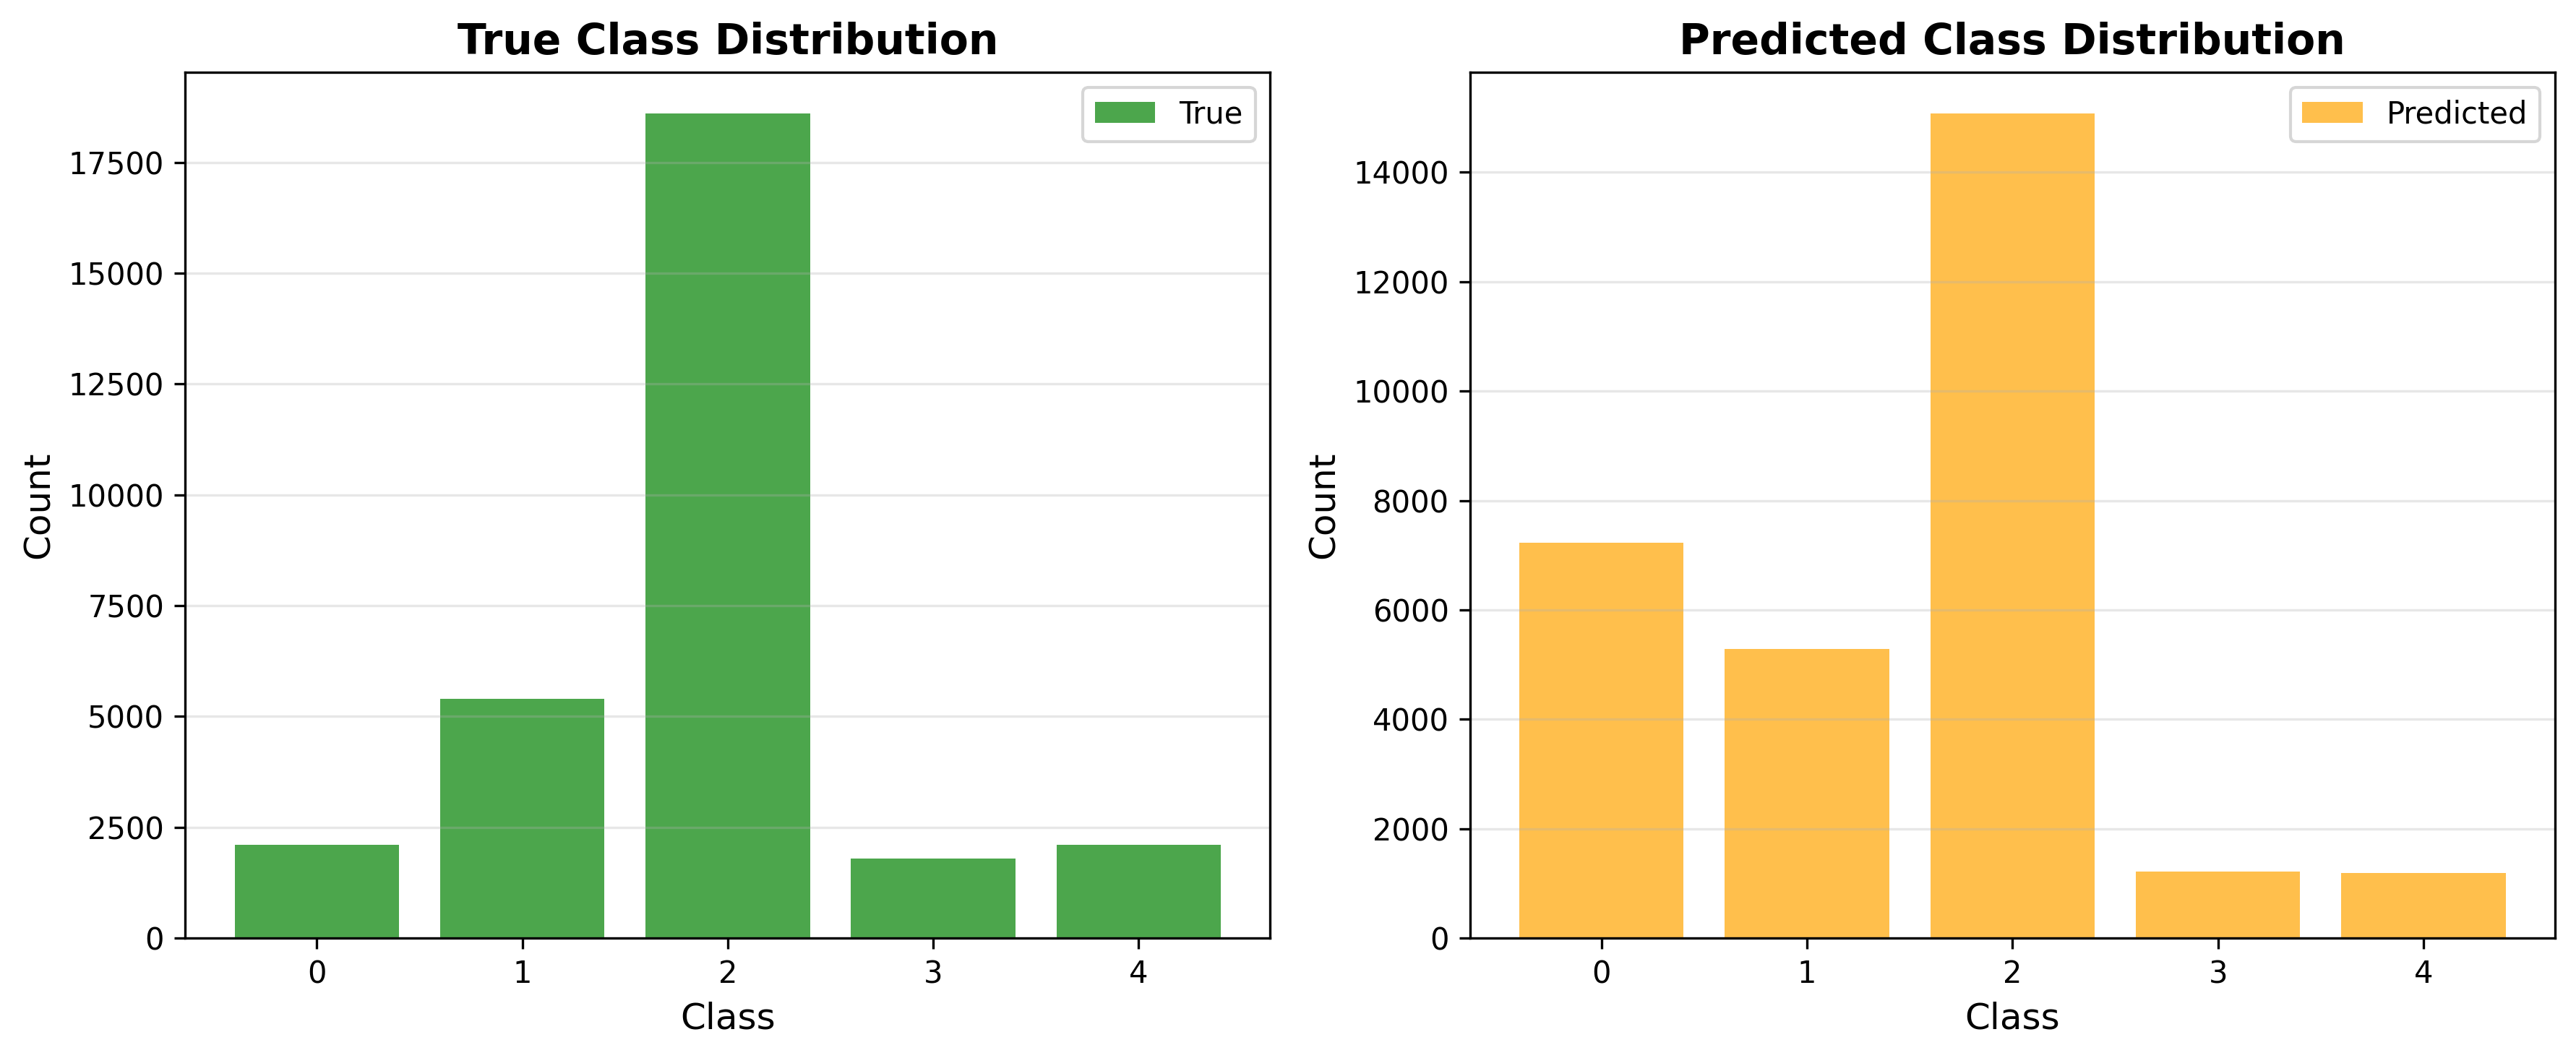 True Class Distribution
True
17500
15000
12500
10000
7500
5000
2500
0
Count
0 1 2 3 4
Class
Predicted Class Distribution
Predicted
14000
12000
10000
8000
6000
4000
2000
0
Count
0 1 2 3 4
Class